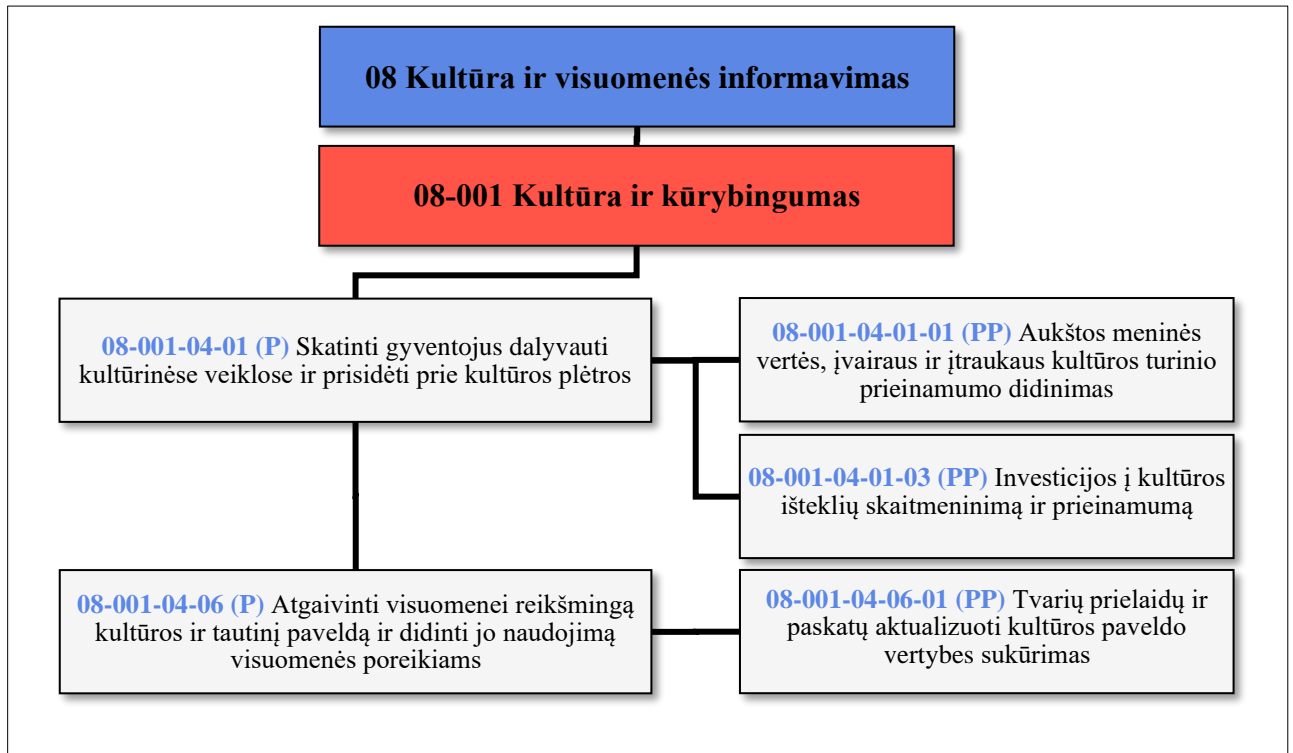 08 Kultūra ir visuomenės informavimas
08-001 Kultūra ir kūrybingumas
08-001-04-01 (P) Skatinti gyventojus dalyvauti
kultūrinėse veiklose ir prisidėti prie kultūros plėtros
08-001-04-01-01 (PP) Aukštos meninės
vertės, įvairaus ir įtraukaus kultūros turinio
prieinamumo didinimas
08-001-04-01-03 (PP) Investicijos į kultūros
išteklių skaitmeninimą ir prieinamumą
08-001-04-06 (P) Atgaivinti visuomenei reikšmingą
kultūros ir tautinį paveldą ir didinti jo naudojimą
visuomenės poreikiams
08-001-04-06-01 (PP) Tvarių prielaidų ir
paskatų aktualizuoti kultūros paveldo
vertybes sukūrimas